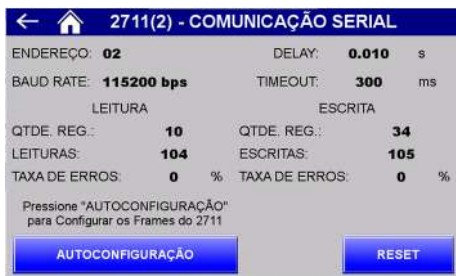 2711(2) - COMUNICAÇÃO SERIAL
ENDEREÇO: 02 DELAY: 0.010 s
BAUD RATE: 115200 bps TIMEOUT: 300 ms
LEITURA ESCRITA
QTDE. REG.: 10 QTDE. REG.: 34
LEITURAS: 104 ESCRITAS: 105
TAXA DE ERROS: 0 % TAXA DE ERROS: 0 %
Pressione "AUTOCONFIGURAÇÃO"
para Configurar os Frames do 2711
AUTOCONFIGURAÇÃO RESET